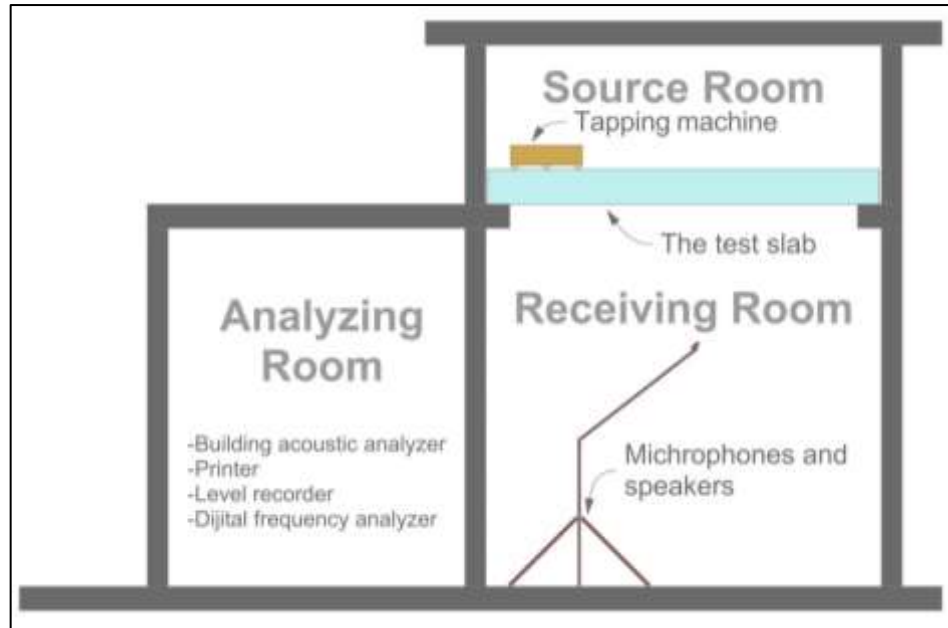 Source Room
Tapping machine
The test slab
Analyzing
Room
Receiving Room
-Building acoustic analyzer
-Printer
-Level recorder
-Dijital frequency analyzer
Michrophones and
speakers